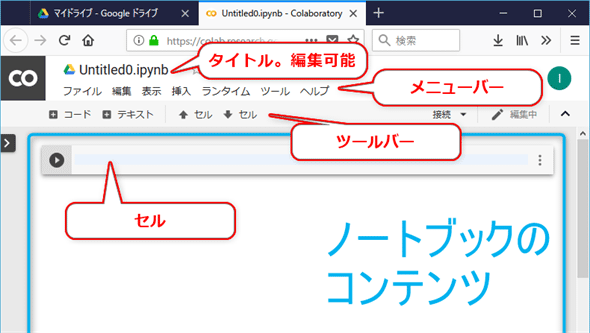 マイドライブ - Google ドライブ
Untitled0.ipynb - Colaboratory
https://colab.research.
検索
CO
Untitled0.ipynb
タイトル。編集可能
I
ファイル 編集 表示 挿入 ランタイム ツール ヘルプ
メニューバー
コード テキスト セル セル 接続 編集中
ツールバー
セル
ノートブックの
コンテンツ